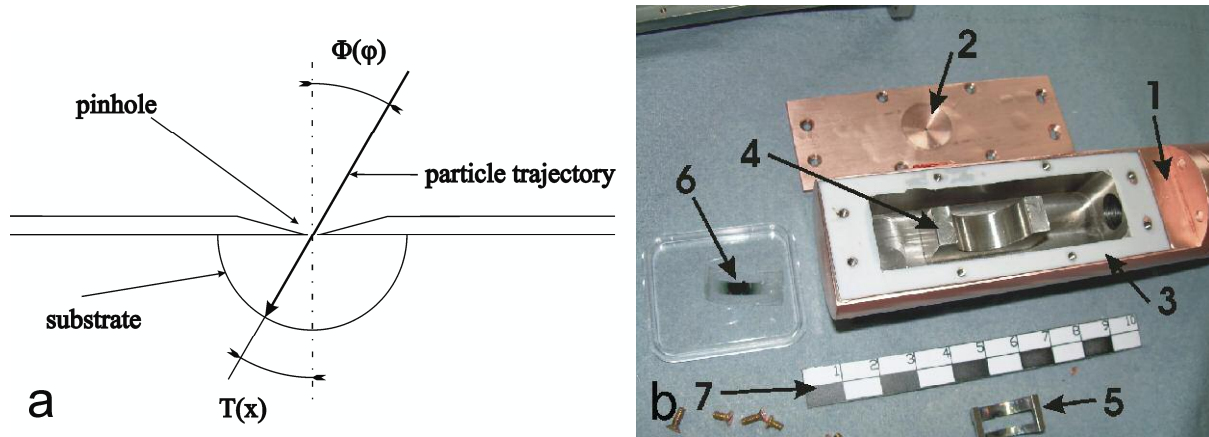 Φ(φ)
pinhole
particle trajectory
substrate
T(x)
a
2
1
4
6
3
1 2 3 4 5 6 7 8 9 10
7
5
b